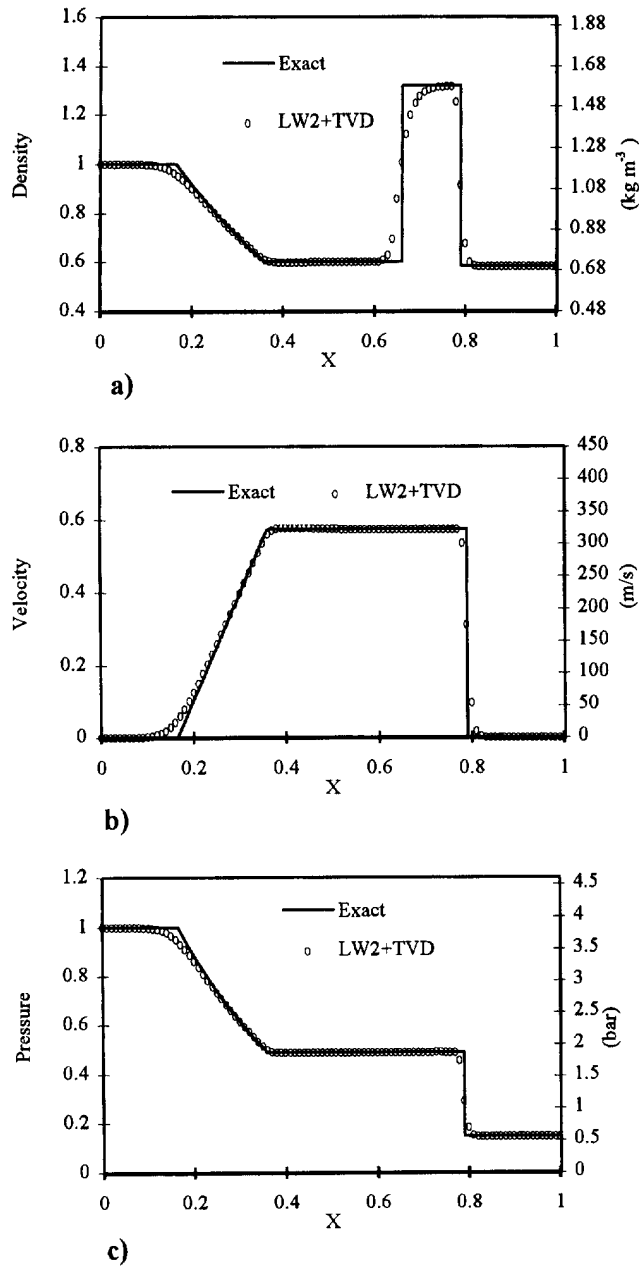 1.6
1.4
1.2
1
0.8
0.6
0.4
Density
Exact
LW2+TVD
1.88
1.68
1.48
1.28
1.08
0.88
0.68
0.48
(kg m⁻³)
0 0.2 0.4 0.6 0.8 1
X
a)
0.8
0.6
0.4
0.2
0
Velocity
Exact LW2+TVD
450
400
350
300
250
200
150
100
50
0
(m/s)
0 0.2 0.4 0.6 0.8 1
X
b)
1.2
1
0.8
0.6
0.4
0.2
0
Pressure
Exact
LW2+TVD
4.5
4
3.5
3
2.5
2
1.5
1
0.5
0
(bar)
0 0.2 0.4 0.6 0.8 1
X
c)